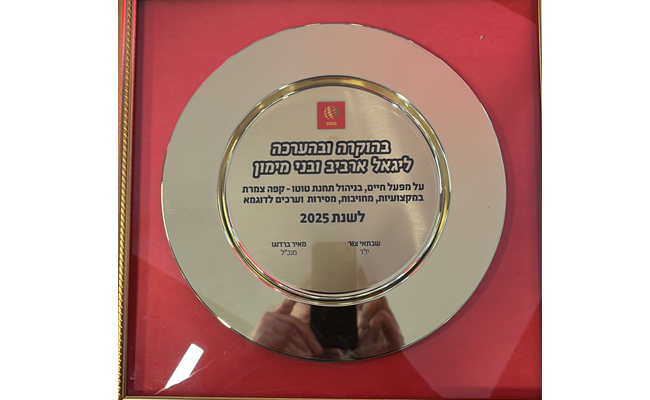 בהוקרה ובהערכה
ליגאל ארביב ובני מימון
על מפעל חיים, בניהול תחנת טוטו - קפה צמרת
במקצועיות, מחויבות, מסירות וערכים לדוגמא
לשנת 2025
שבתאי צור
יו"ר
מאיר ברדוגו
מנכ"ל